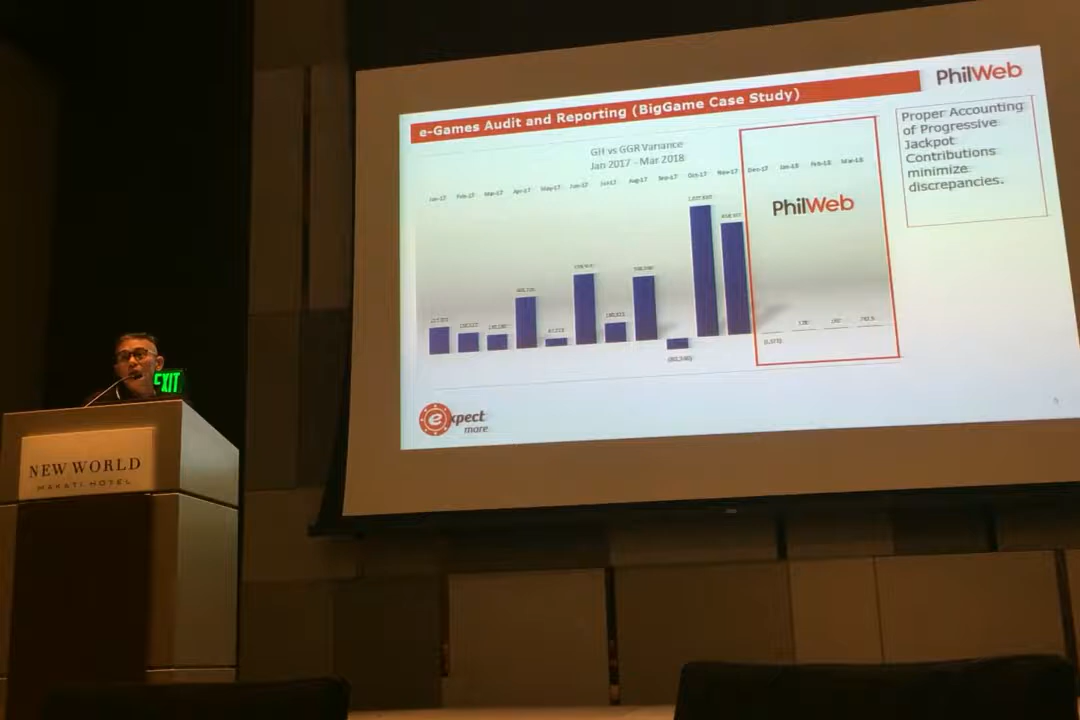 PhilWeb
e-Games Audit and Reporting (BigGame Case Study)
GH vs GGR Variance
Jan 2017 - Mar 2018
Jan-17 Feb-17 Mar-17 Apr-17 May-17 Jun-17 Jul-17 Aug-17 Sep-17 Oct-17 Nov-17 Dec-17 Jan-18 Feb-18 Mar-18
PhilWeb
Proper Accounting
of Progressive
Jackpot
Contributions
minimize
discrepancies.
expect
more
EXIT
NEW WORLD
MAKATI HOTEL